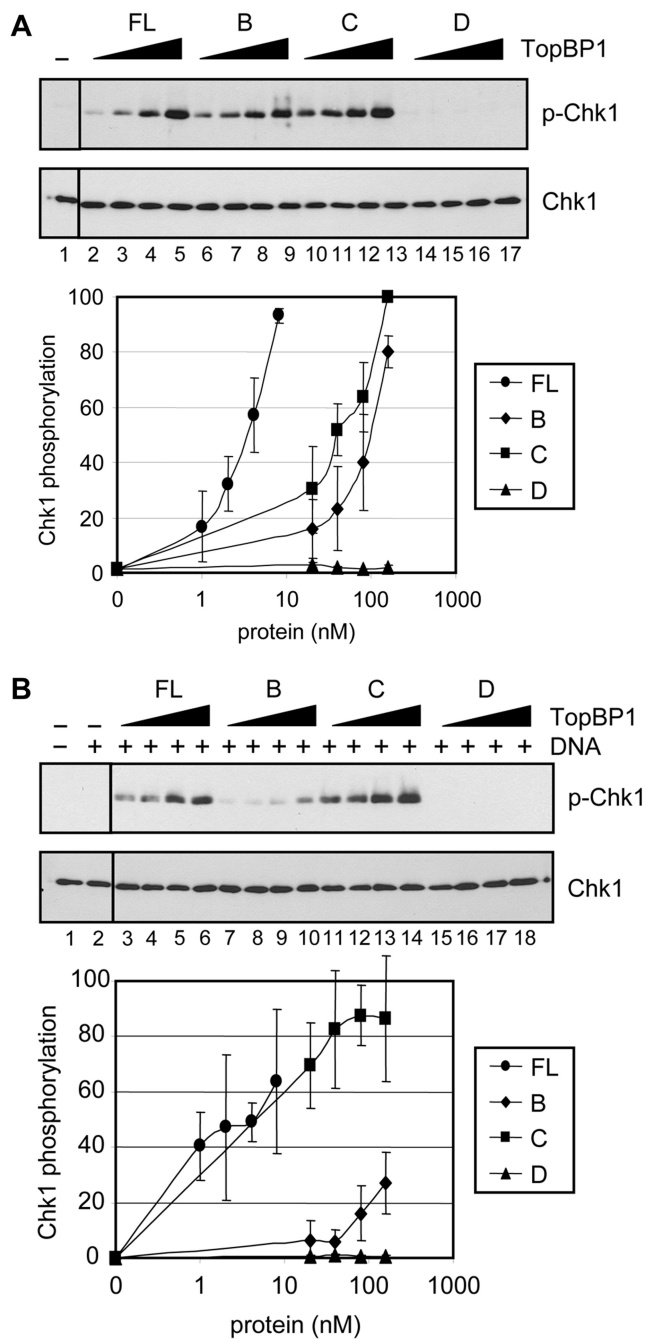 A
FL B C D
– TopBP1
p-Chk1
Chk1
1 2 3 4 5 6 7 8 9 10 11 12 13 14 15 16 17
100
80
60
40
20
0
Chk1 phosphorylation
0 1 10 100 1000
protein (nM)
FL
B
C
D
B
FL B C D
– – TopBP1
– + + + + + + + + + + + + + + + + + DNA
p-Chk1
Chk1
1 2 3 4 5 6 7 8 9 10 11 12 13 14 15 16 17 18
100
80
60
40
20
0
Chk1 phosphorylation
0 1 10 100 1000
protein (nM)
FL
B
C
D